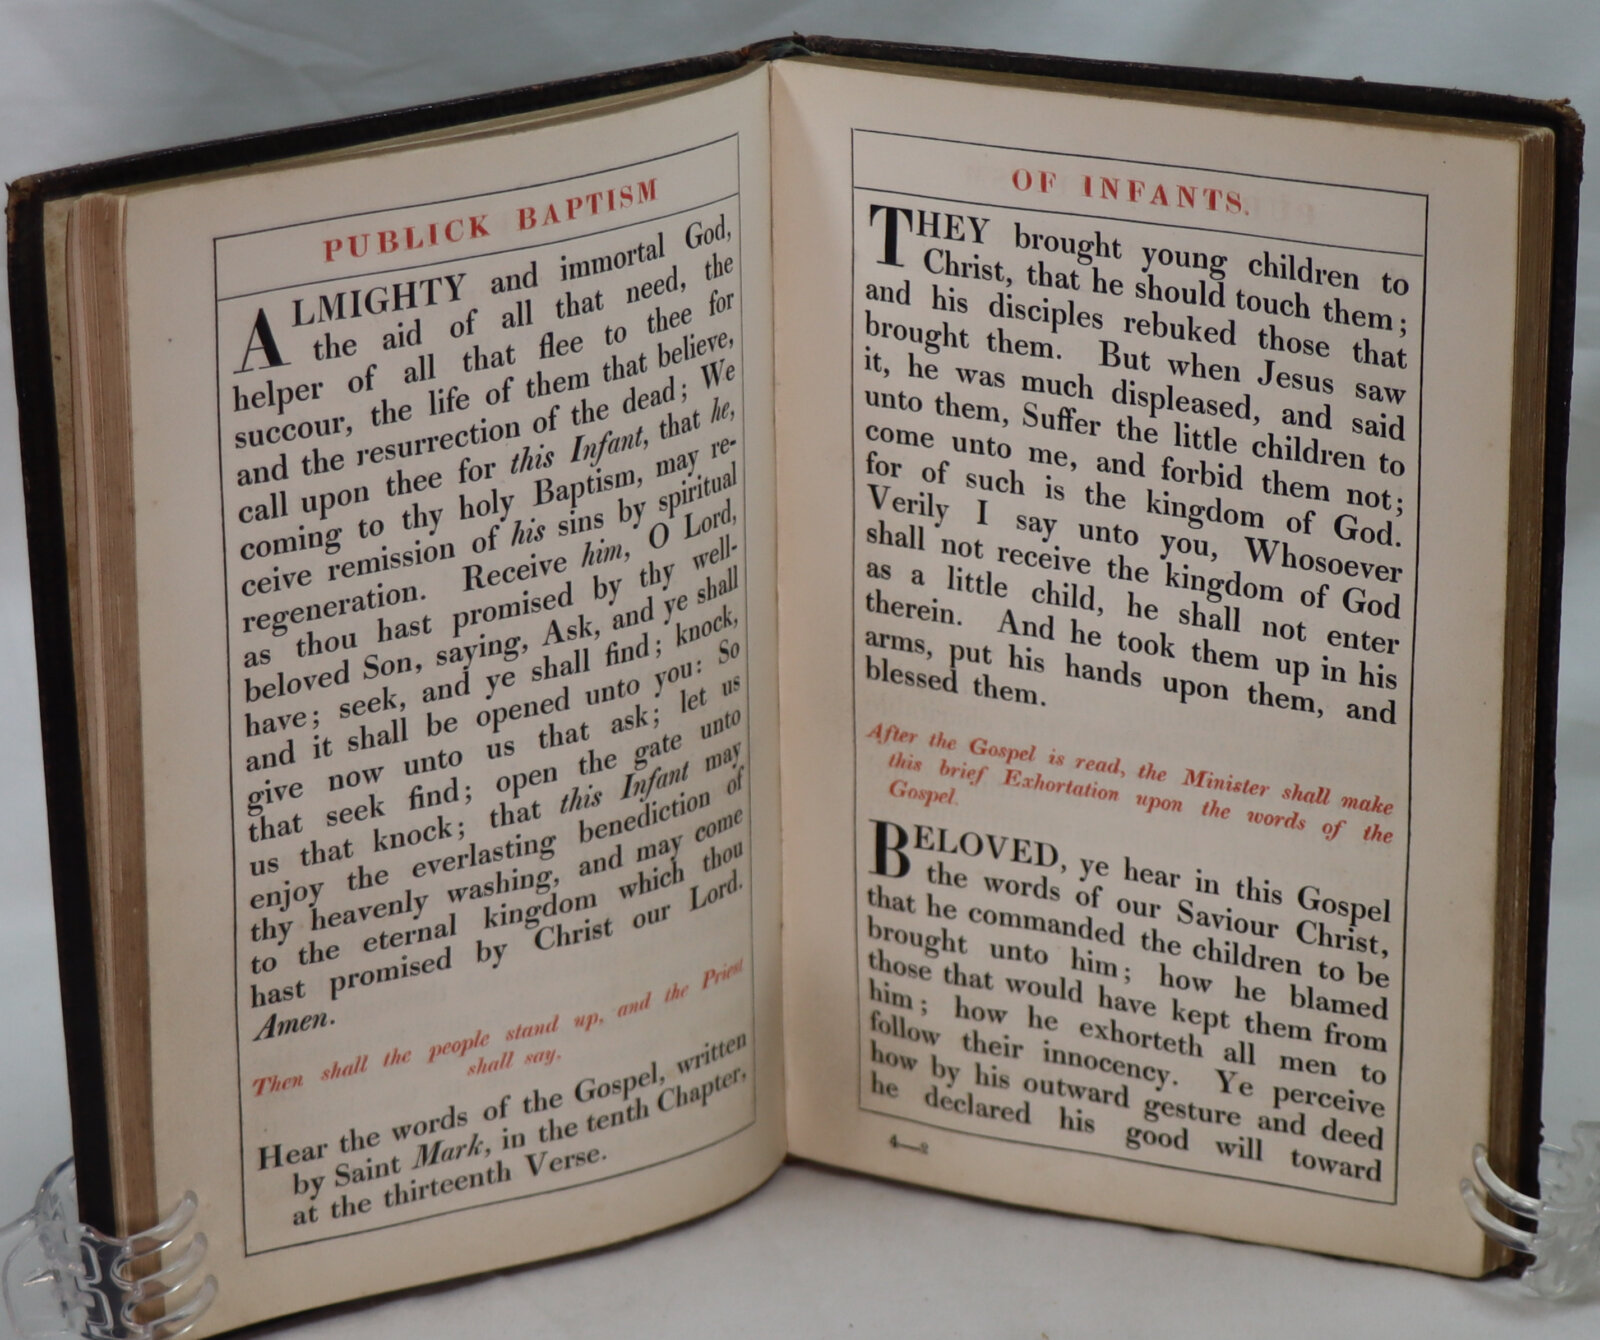 PUBLICK BAPTISM
ALMIGHTY and immortal God,
the aid of all that need, the
helper of all that flee to thee for
succour, the life of them that believe,
and the resurrection of the dead; We
call upon thee for this Infant, that he,
coming to thy holy Baptism, may re-
ceive remission of his sins by spiritual
regeneration. Receive him, O Lord,
as thou hast promised by thy well-
beloved Son, saying, Ask, and ye shall
have; seek, and ye shall find; knock,
and it shall be opened unto you: So
give now unto us that ask; let us
that seek find; open the gate unto
us that knock; that this Infant may
enjoy the everlasting benediction of
thy heavenly washing, and may come
to the eternal kingdom which thou
hast promised by Christ our Lord.
Amen.
Then shall the people stand up, and the Priest
shall say,
Hear the words of the Gospel, written
by Saint Mark, in the tenth Chapter,
at the thirteenth Verse.
OF INFANTS.
THEY brought young children to
Christ, that he should touch them;
and his disciples rebuked those that
brought them. But when Jesus saw
it, he was much displeased, and said
unto them, Suffer the little children to
come unto me, and forbid them not;
for of such is the kingdom of God.
Verily I say unto you, Whosoever
shall not receive the kingdom of God
as a little child, he shall not enter
therein. And he took them up in his
arms, put his hands upon them, and
blessed them.
After the Gospel is read, the Minister shall make
this brief Exhortation upon the words of the
Gospel.
BELOVED, ye hear in this Gospel
the words of our Saviour Christ,
that he commanded the children to be
brought unto him; how he blamed
those that would have kept them from
him; how he exhorteth all men to
follow their innocency. Ye perceive
how by his outward gesture and deed
he declared his good will toward
4—2